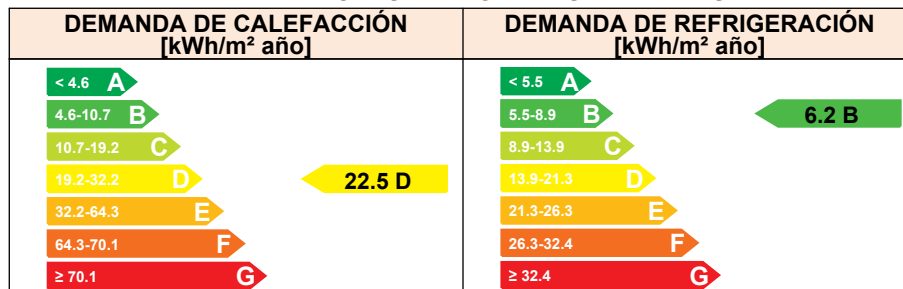 DEMANDA DE CALEFACCIÓN
[kWh/m² año]
< 4.6 A
4.6-10.7 B
10.7-19.2 C
19.2-32.2 D
22.5 D
32.2-64.3 E
64.3-70.1 F
≥ 70.1 G
DEMANDA DE REFRIGERACIÓN
[kWh/m² año]
< 5.5 A
5.5-8.9 B
6.2 B
8.9-13.9 C
13.9-21.3 D
21.3-26.3 E
26.3-32.4 F
≥ 32.4 G